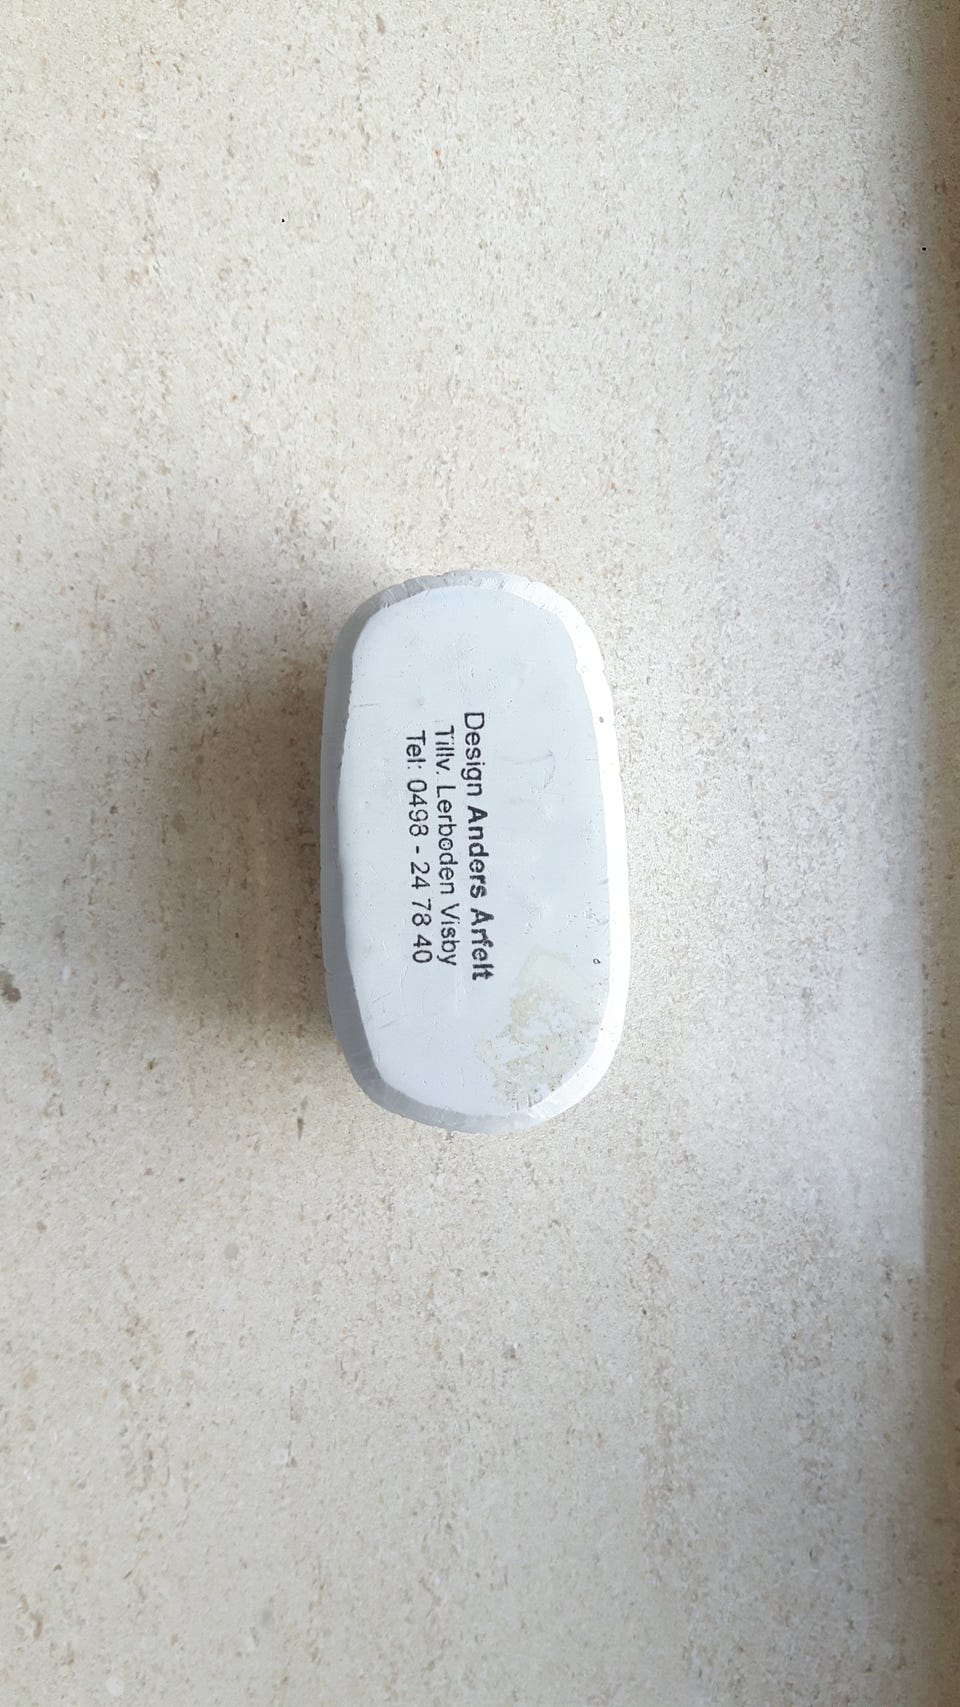 Design Anders Arfelt
Tillv. Lerboden Visby
Tel: 0498 - 24 78 40